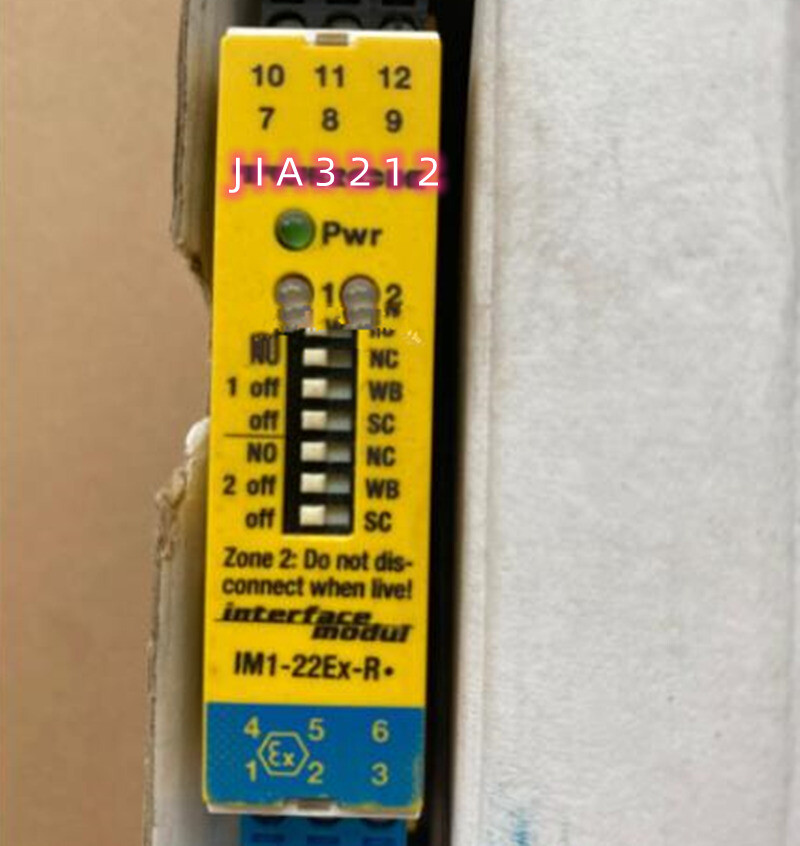 10 11 12
7 8 9
JIA3212
Pwr
1 2
NO NC
1 off WB
off SC
NO NC
2 off WB
off SC
Zone 2: Do not dis-
connect when live!
interface
modul
IM1-22Ex-R•
4 5 6
Ex
1 2 3